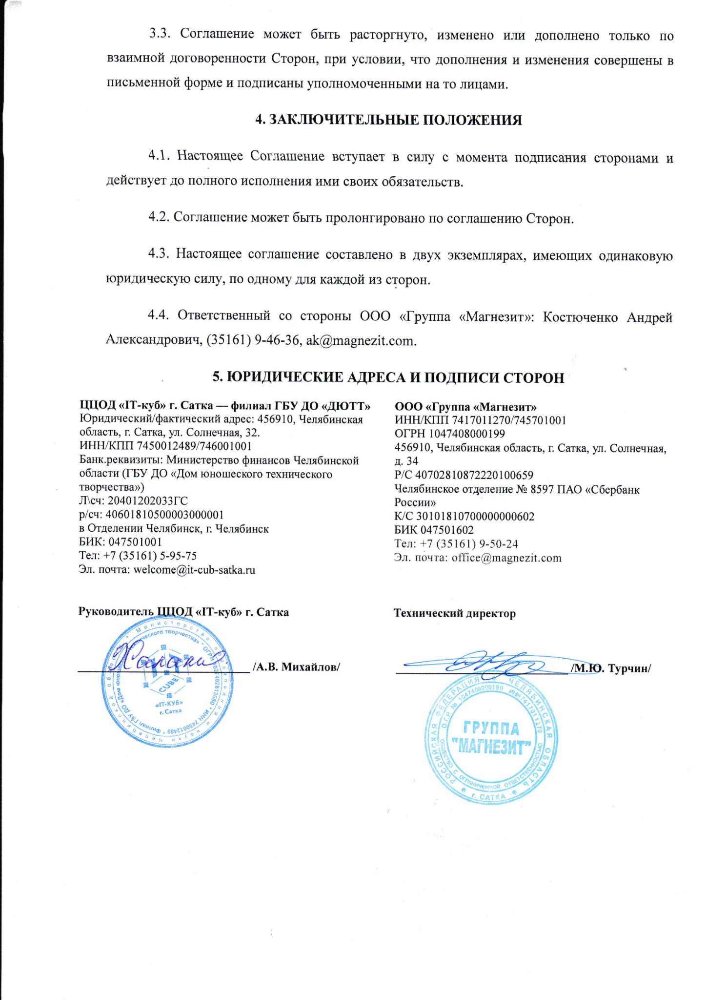 3.3. Соглашение может быть расторгнуто, изменено или дополнено только по
взаимной договоренности Сторон, при условии, что дополнения и изменения совершены в
письменной форме и подписаны уполномоченными на то лицами.
4. ЗАКЛЮЧИТЕЛЬНЫЕ ПОЛОЖЕНИЯ
4.1. Настоящее Соглашение вступает в силу с момента подписания сторонами и
действует до полного исполнения ими своих обязательств.
4.2. Соглашение может быть пролонгировано по соглашению Сторон.
4.3. Настоящее соглашение составлено в двух экземплярах, имеющих одинаковую
юридическую силу, по одному для каждой из сторон.
4.4. Ответственный со стороны ООО «Группа «Магнезит»: Костюченко Андрей
Александрович, (35161) 9-46-36, ak@magnezit.com.
5. ЮРИДИЧЕСКИЕ АДРЕСА И ПОДПИСИ СТОРОН
ЦЦОД «IT-куб» г. Сатка — филиал ГБУ ДО «ДЮТТ»
Юридический/фактический адрес: 456910, Челябинская
область, г. Сатка, ул. Солнечная, 32.
ИНН/КПП 7450012489/746001001
Банк.реквизиты: Министерство финансов Челябинской
области (ГБУ ДО «Дом юношеского технического
творчества»)
Л\сч: 20401202033ГС
р/сч: 40601810500003000001
в Отделении Челябинск, г. Челябинск
БИК: 047501001
Тел: +7 (35161) 5-95-75
Эл. почта: welcome@it-cub-satka.ru
Руководитель ЦЦОД «IT-куб» г. Сатка
/А.В. Михайлов/
ООО «Группа «Магнезит»
ИНН/КПП 7417011270/745701001
ОГРН 1047408000199
456910, Челябинская область, г. Сатка, ул. Солнечная,
д. 34
Р/С 40702810872220100659
Челябинское отделение № 8597 ПАО «Сбербанк
России»
К/С 30101810700000000602
БИК 047501602
Тел: +7 (35161) 9-50-24
Эл. почта: office@magnezit.com
Технический директор
/М.Ю. Турчин/
Министерство образования и науки Челябинской
Филиал ГБУ ДО «Дом юношеского технического творчества» * ОГРН 1027402813680 * ИНН 7450012489 *
CUBE
«IT-КУБ»
г. Сатка
РОССИЙСКАЯ ФЕДЕРАЦИЯ * ЧЕЛЯБИНСКАЯ ОБЛАСТЬ * г. САТКА *
О.Г.Р. № 1047408000199 ИНН 7417011270
ОБЩЕСТВО С ОГРАНИЧЕННОЙ ОТВЕТСТВЕННОСТЬЮ
ГРУППА
"МАГНЕЗИТ"